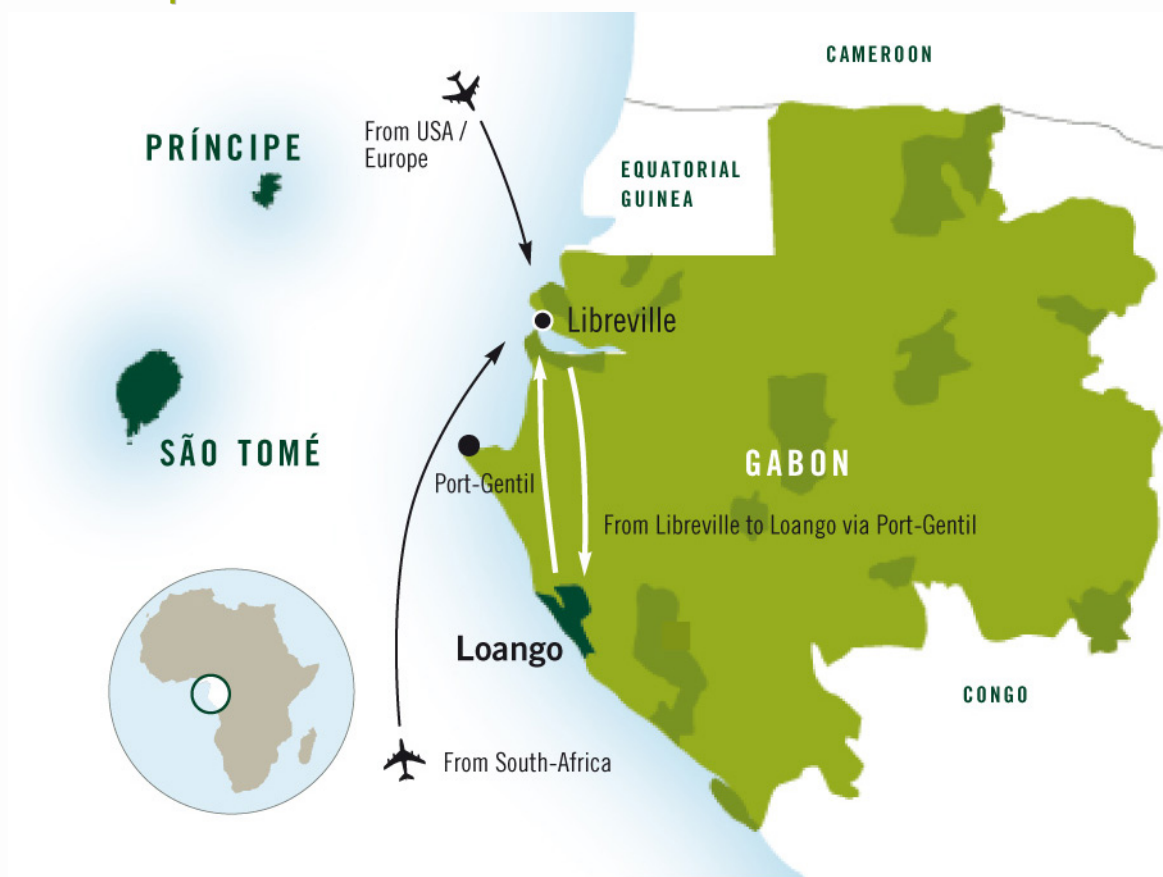 CAMEROON
From USA /
Europe
PRÍNCIPE
EQUATORIAL
GUINEA
Libreville
SÃO TOMÉ
GABON
Port-Gentil
From Libreville to Loango via Port-Gentil
Loango
CONGO
From South-Africa